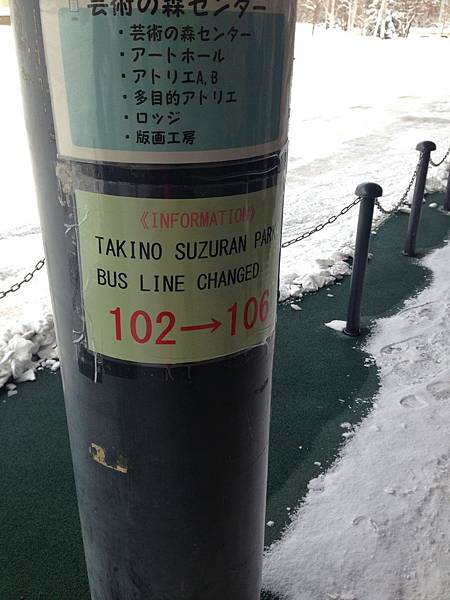 芸術の森センター
・芸術の森センター
・アートホール
・アトリエA,B
・多目的アトリエ
・ロッジ
・版画工房
《INFORMATION》
TAKINO SUZURAN PARK
BUS LINE CHANGED
102→106